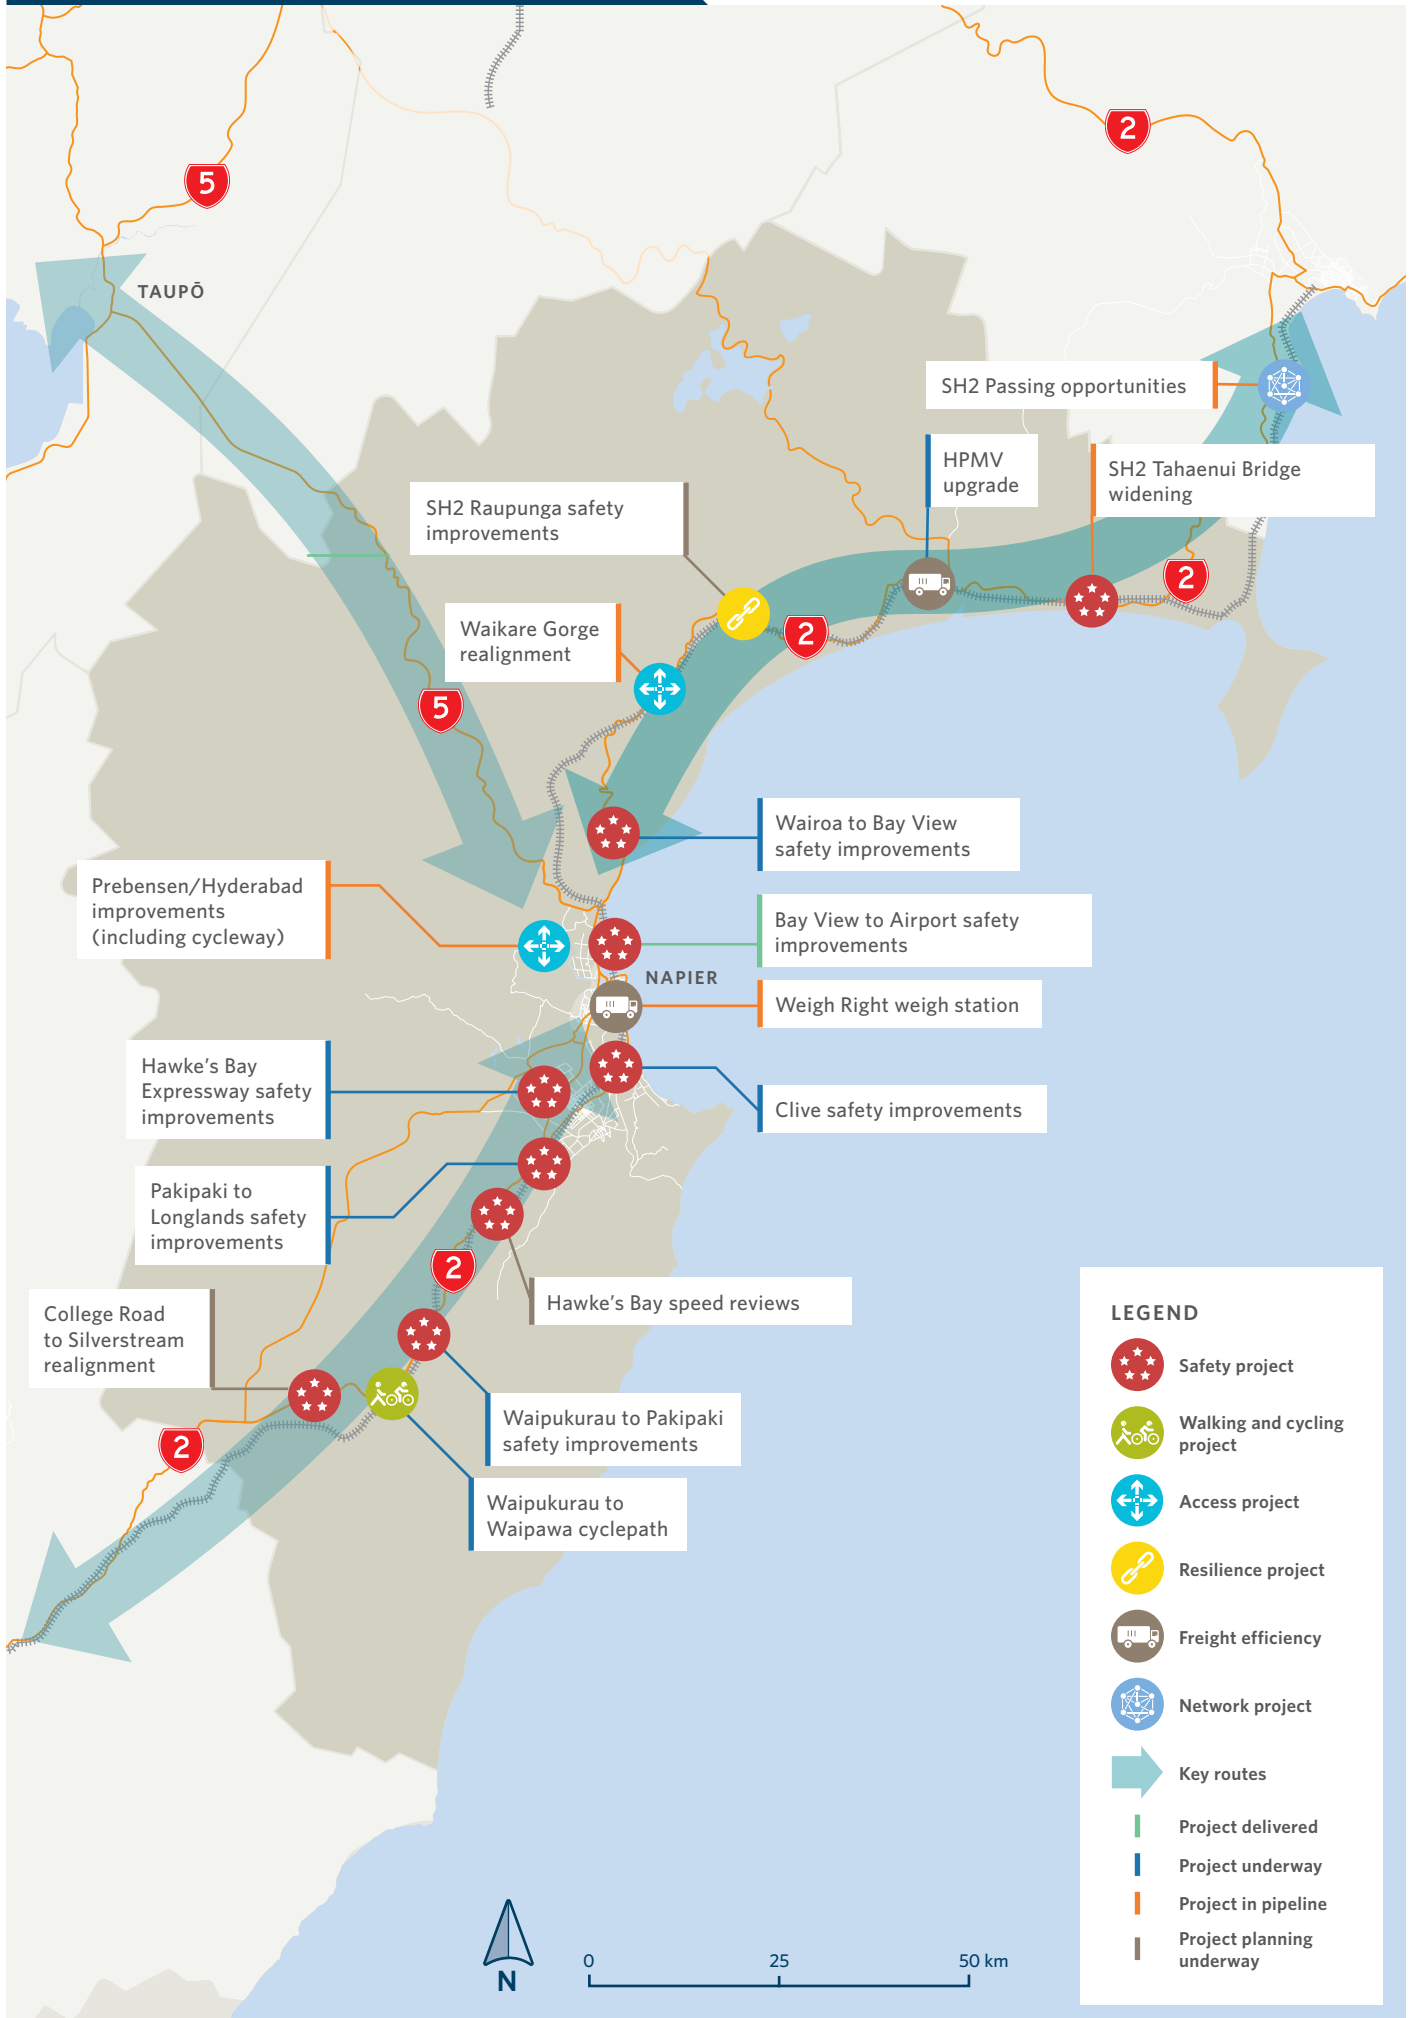 2
5
TAUPŌ
SH2 Passing opportunities
HPMV
upgrade
SH2 Tahaenui Bridge
widening
SH2 Raupunga safety
improvements
2
2
Waikare Gorge
realignment
5
Wairoa to Bay View
safety improvements
Prebensen/Hyderabad
improvements
(including cycleway)
Bay View to Airport safety
improvements
NAPIER
Weigh Right weigh station
Hawke's Bay
Expressway safety
improvements
Clive safety improvements
Pakipaki to
Longlands safety
improvements
2
Hawke's Bay speed reviews
College Road
to Silverstream
realignment
Waipukurau to Pakipaki
safety improvements
2
Waipukurau to
Waipawa cyclepath
LEGEND
Safety project
Walking and cycling
project
Access project
Resilience project
Freight efficiency
Network project
Key routes
Project delivered
Project underway
Project in pipeline
Project planning
underway
N
0 25 50 km